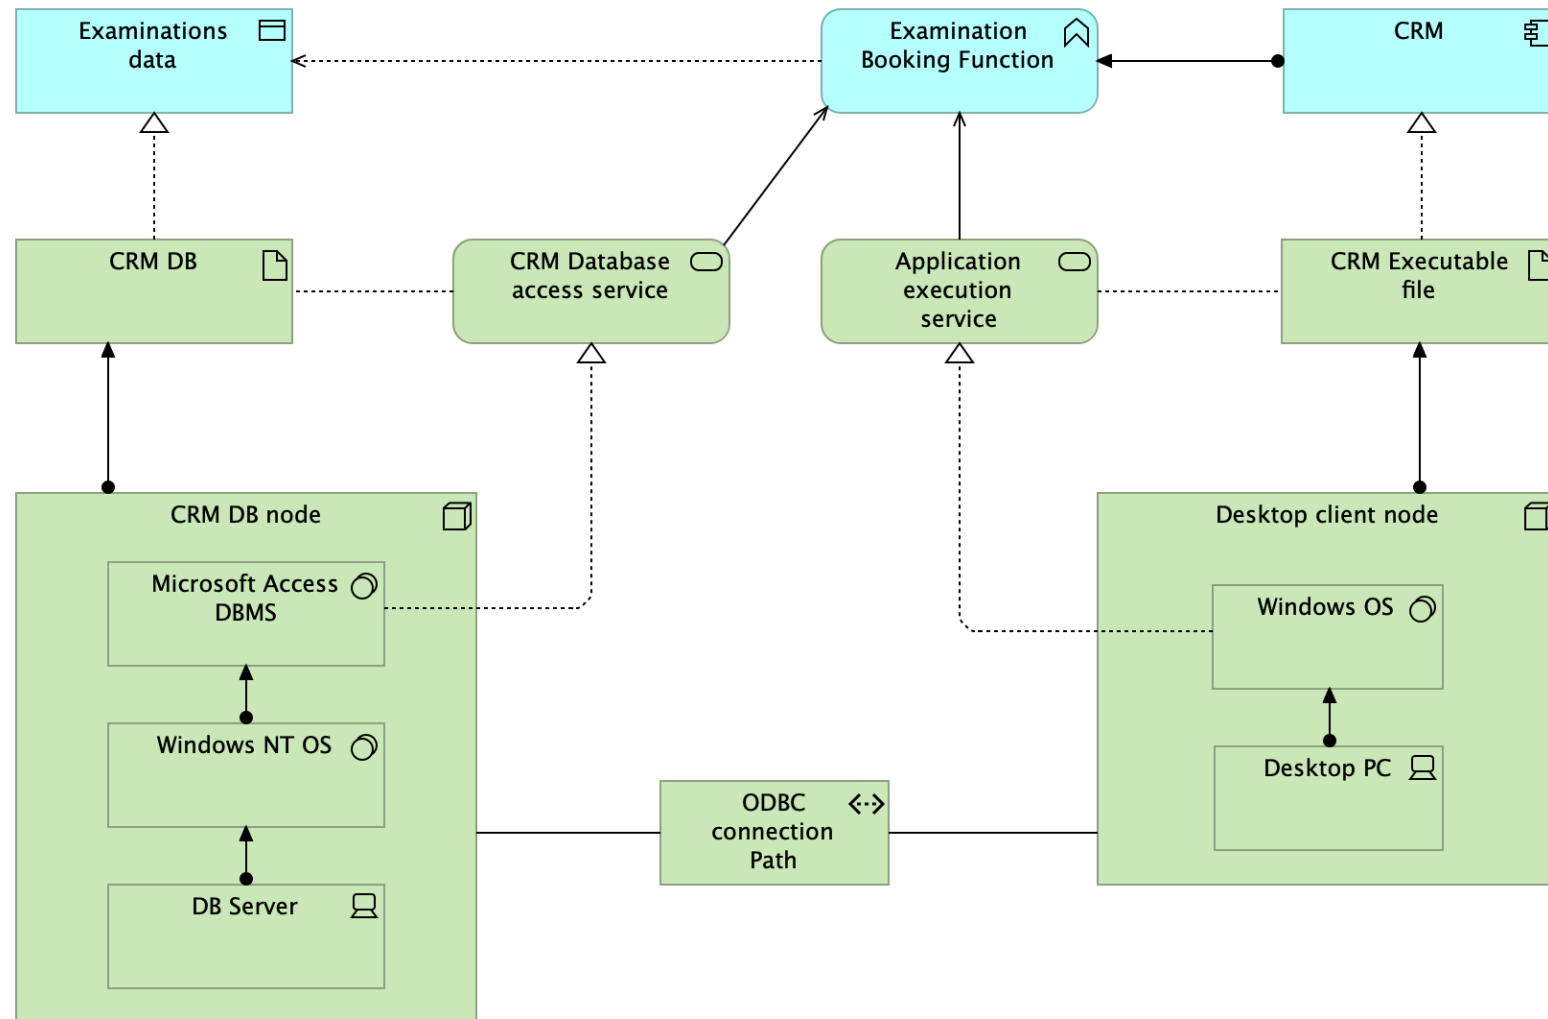 Examinations
data
Examination
Booking Function
CRM
CRM DB
CRM Database
access service
Application
execution
service
CRM Executable
file
CRM DB node
Microsoft Access
DBMS
Windows NT OS
DB Server
ODBC
connection
Path
Desktop client node
Windows OS
Desktop PC